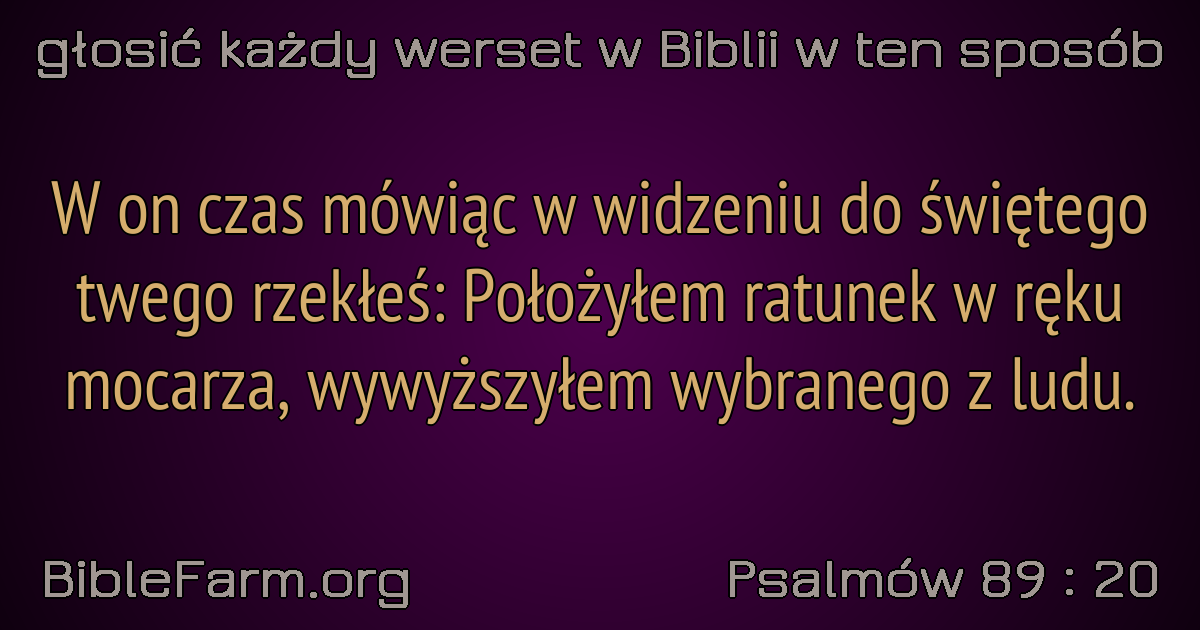 głosić każdy werset w Biblii w ten sposób
W on czas mówiąc w widzeniu do świętego
twego rzekłeś: Położyłem ratunek w ręku
mocarza, wywyższyłem wybranego z ludu.
BibleFarm.org
Psalmów 89 : 20